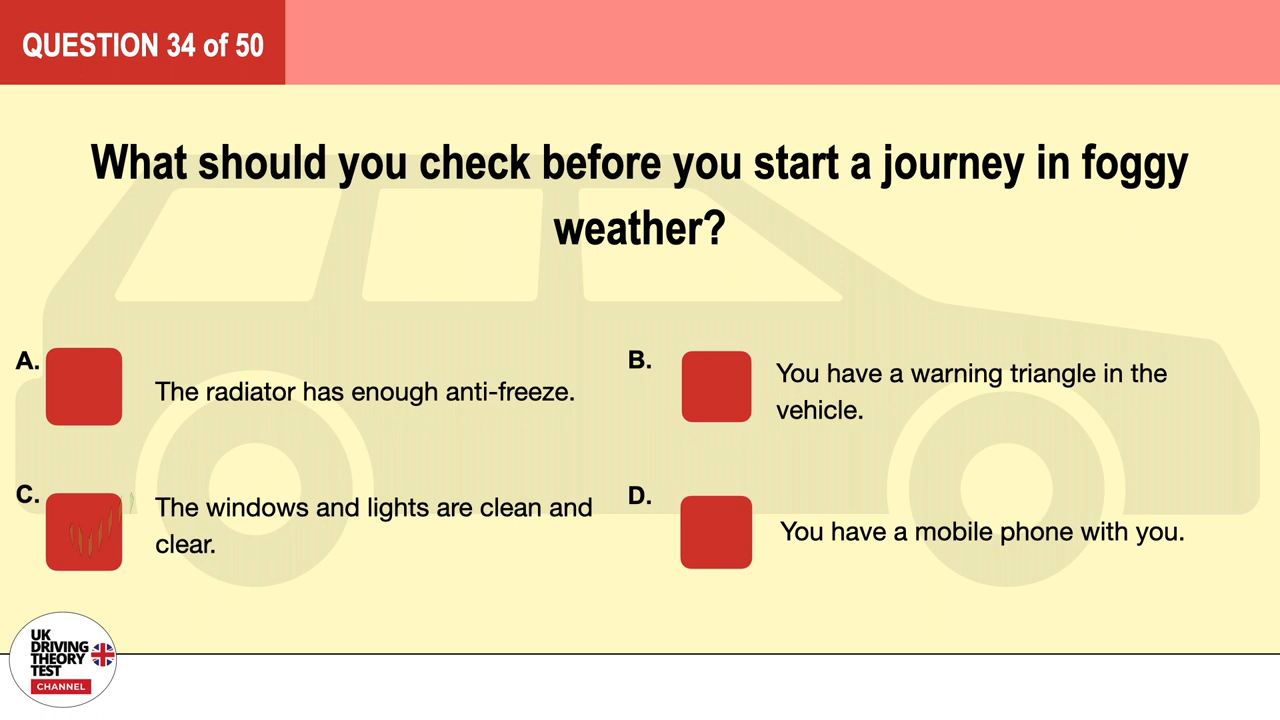 QUESTION 34 of 50
What should you check before you start a journey in foggy
weather?
A.
The radiator has enough anti-freeze.
B.
You have a warning triangle in the
vehicle.
C.
The windows and lights are clean and
clear.
D.
You have a mobile phone with you.
UK
DRIVING
THEORY
TEST
CHANNEL